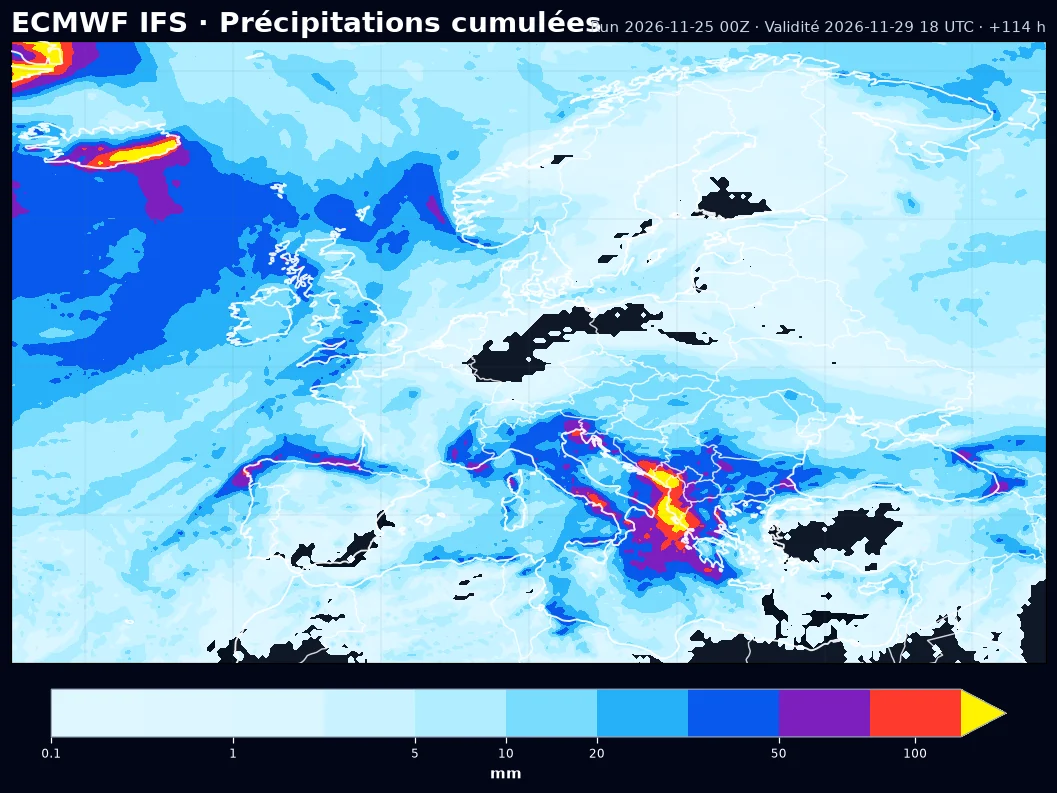 ECMWF IFS · Précipitations cumulées
Run 2026-11-25 00Z · Validité 2026-11-29 18 UTC · +114 h
0.1 1 5 10 20 50 100
mm